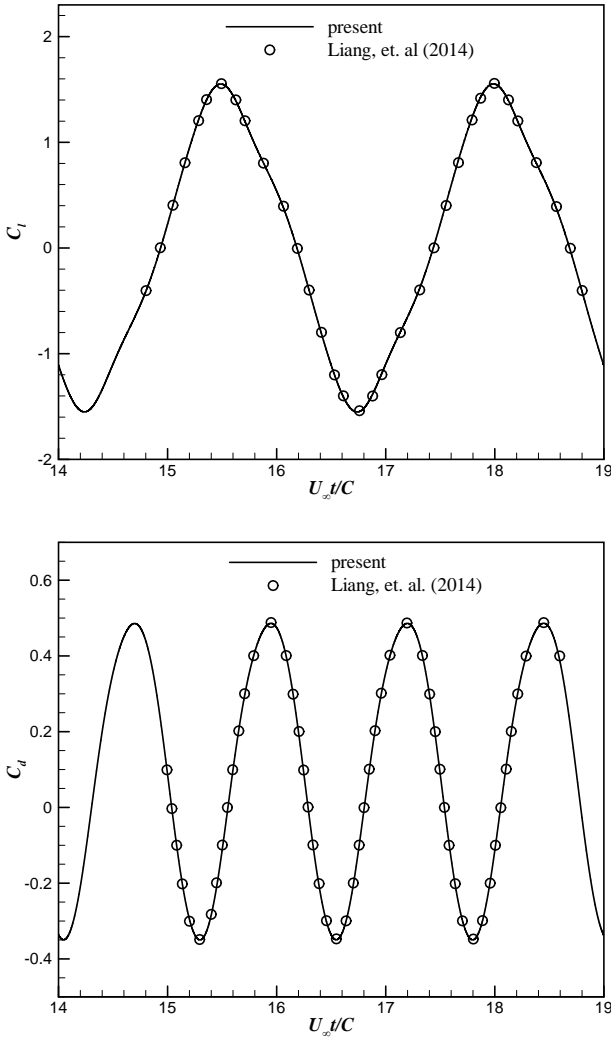 present
Liang, et. al (2014)
2
1
0
-1
-2
C_l
14 15 16 17 18 19
U_∞t/C
present
Liang, et. al. (2014)
0.6
0.4
0.2
0
-0.2
-0.4
C_d
14 15 16 17 18 19
U_∞t/C